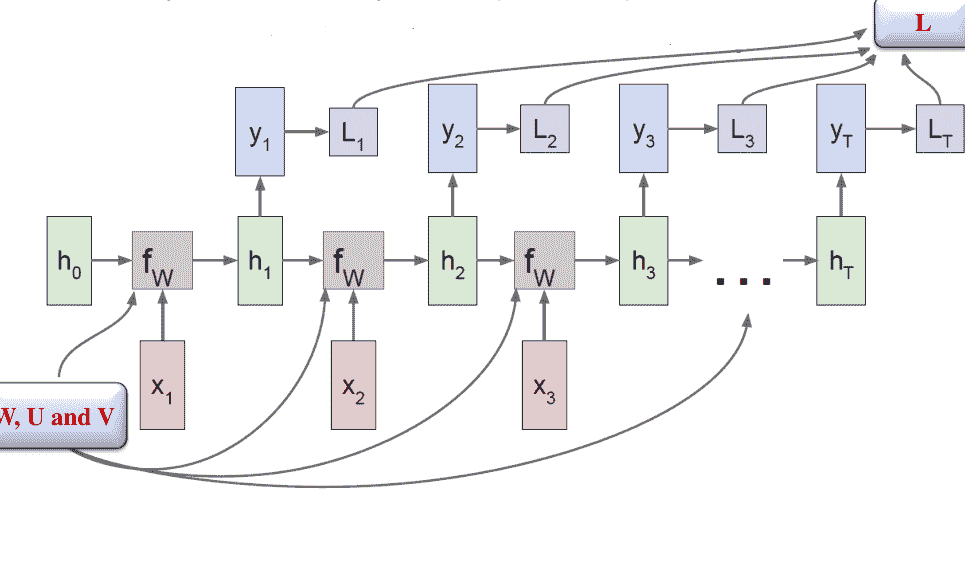 L
y1 L1 y2 L2 y3 L3 yT LT
h0 fW h1 fW h2 fW h3 ... hT
x1 x2 x3
W, U and V